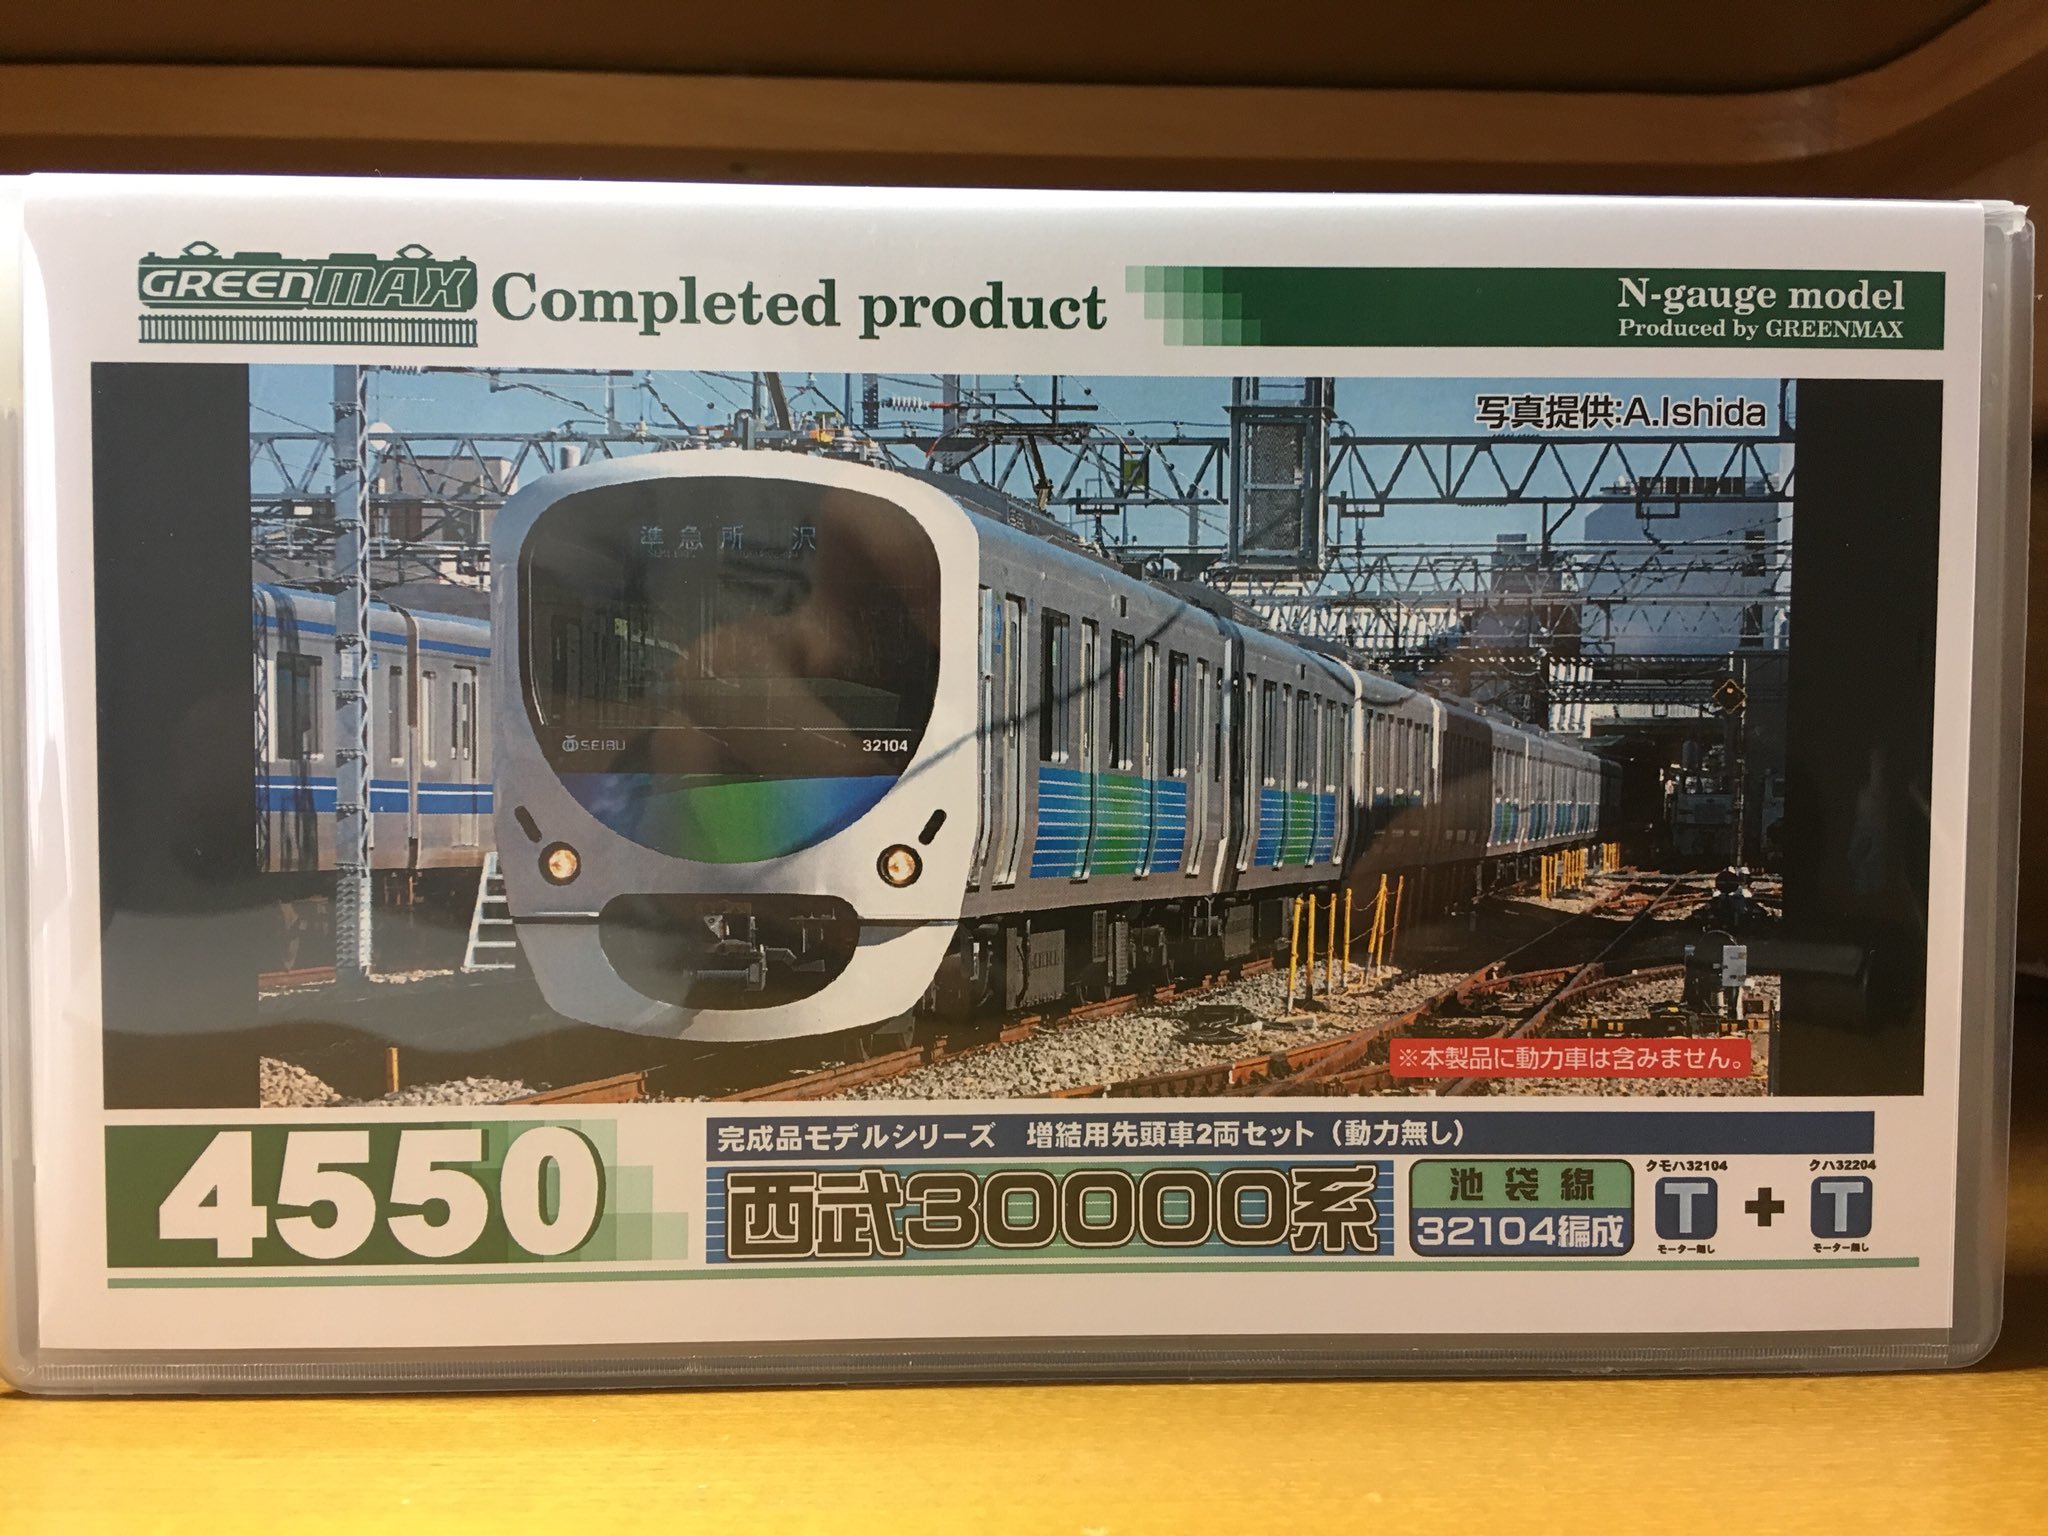 GREENMAX Completed product
N-gauge model
Produced by GREENMAX
写真提供:A.Ishida
準急 所 沢
SEIBU 32104
※本製品に動力車は含みません。
4550
完成品モデルシリーズ 増結用先頭車2両セット(動力無し)
西武30000系
池袋線
32104編成
クモハ32104 クハ32204
T + T
モーター無し モーター無し